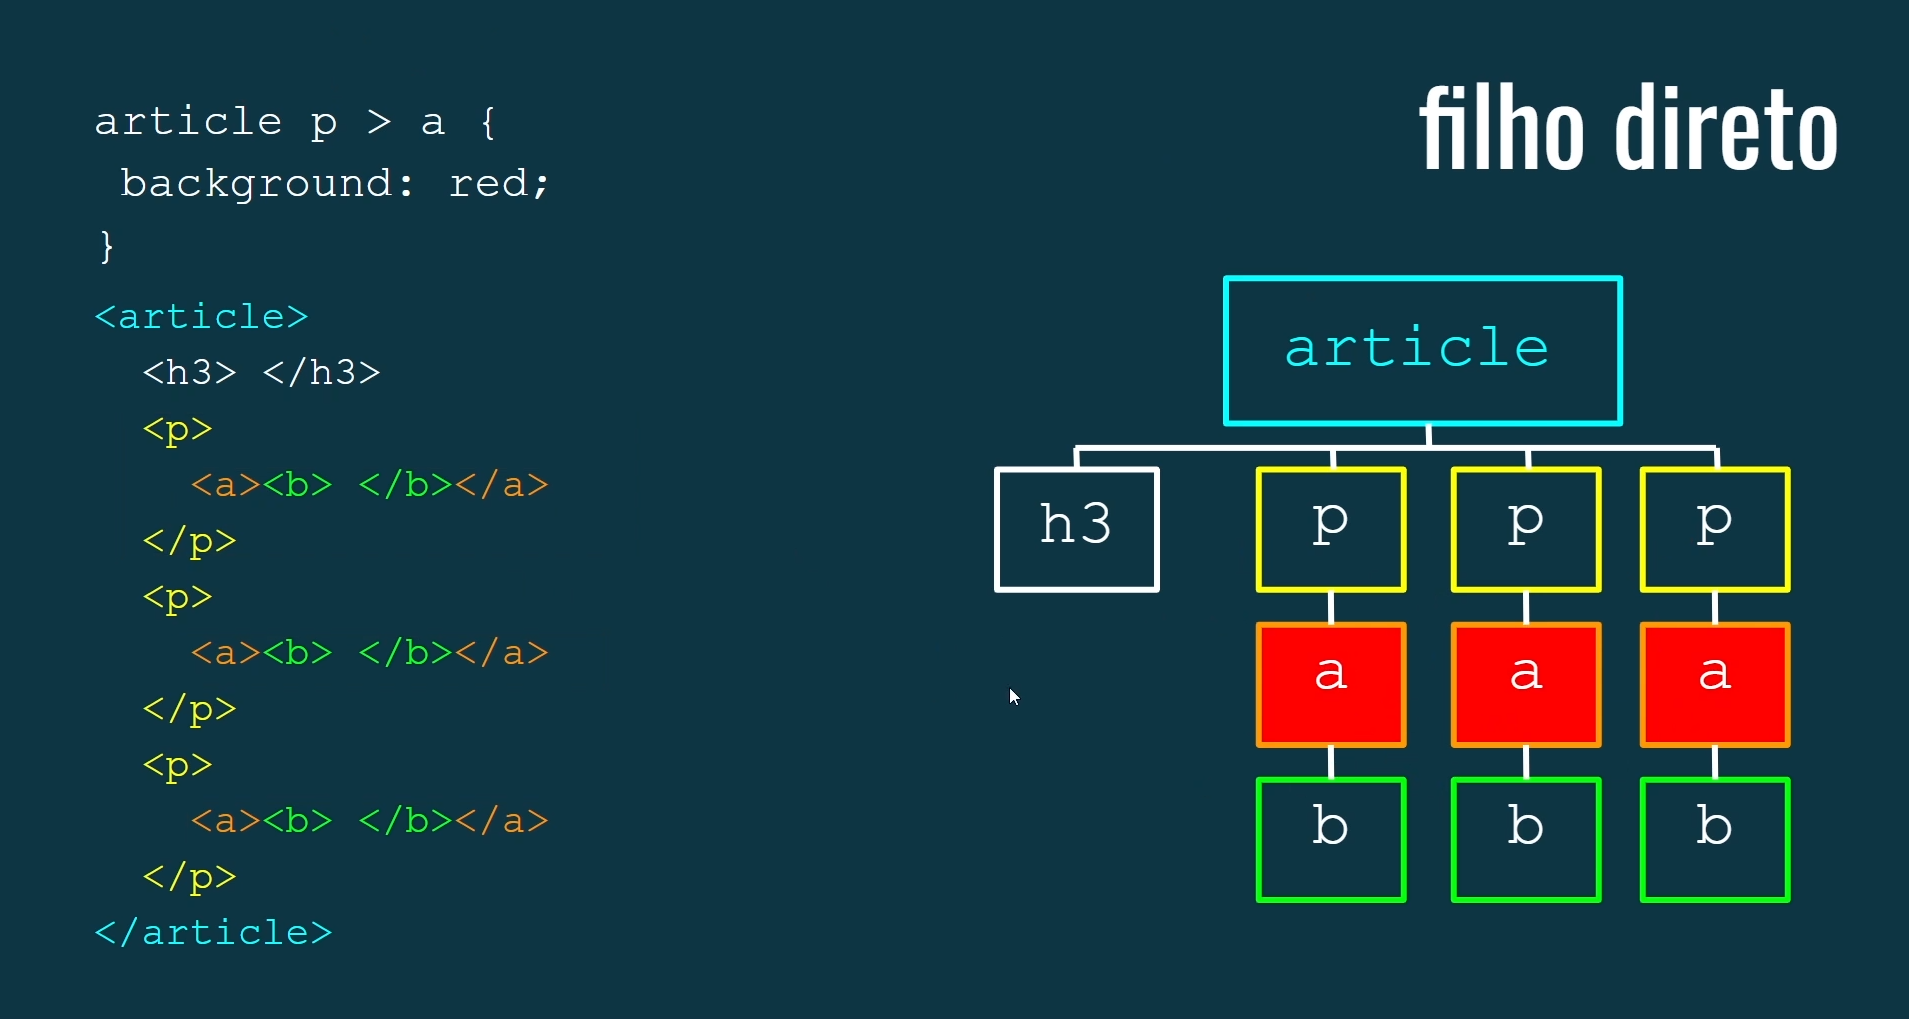 article p > a {
background: red;
}
<article>
<h3> </h3>
<p>
<a><b> </b></a>
</p>
<p>
<a><b> </b></a>
</p>
<p>
<a><b> </b></a>
</p>
</article>
filho direto
article
h3 p p p
a a a
b b b